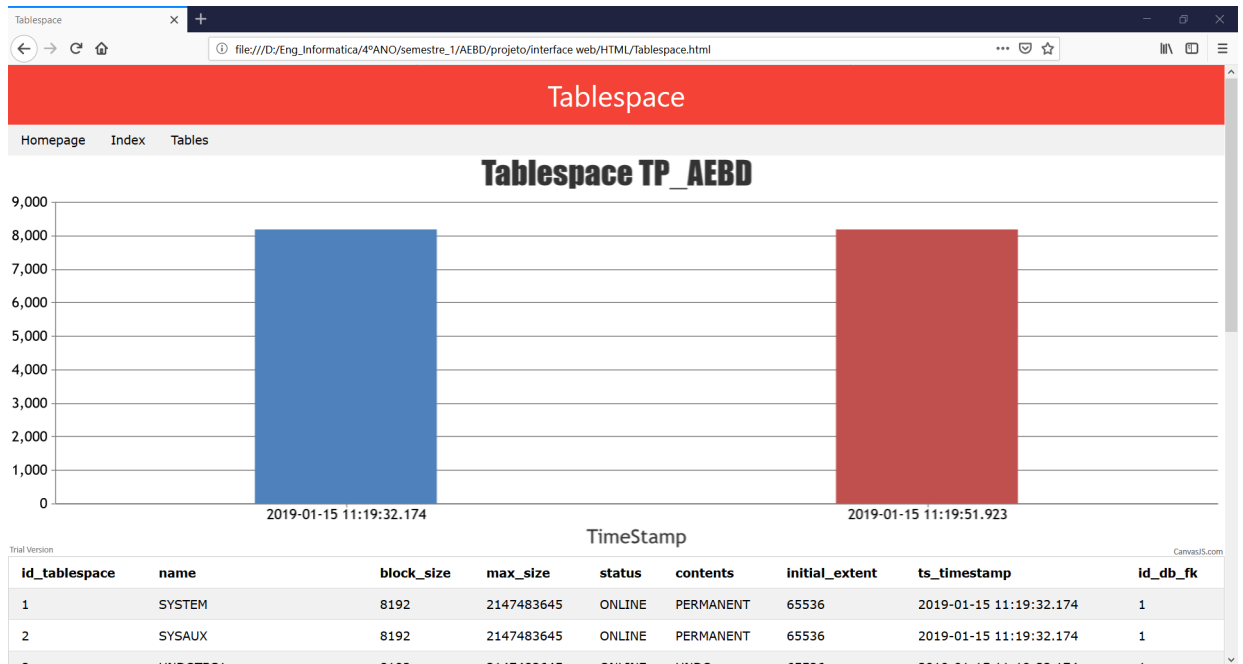 Tablespace
file:///D:/Eng_Informatica/4ºANO/semestre_1/AEBD/projeto/interface web/HTML/Tablespace.html
Tablespace
Homepage Index Tables
Tablespace TP_AEBD
9,000
8,000
7,000
6,000
5,000
4,000
3,000
2,000
1,000
0
2019-01-15 11:19:32.174 2019-01-15 11:19:51.923
TimeStamp
Trial Version CanvasJS.com
id_tablespace name block_size max_size status contents initial_extent ts_timestamp id_db_fk
1 SYSTEM 8192 2147483645 ONLINE PERMANENT 65536 2019-01-15 11:19:32.174 1
2 SYSAUX 8192 2147483645 ONLINE PERMANENT 65536 2019-01-15 11:19:32.174 1